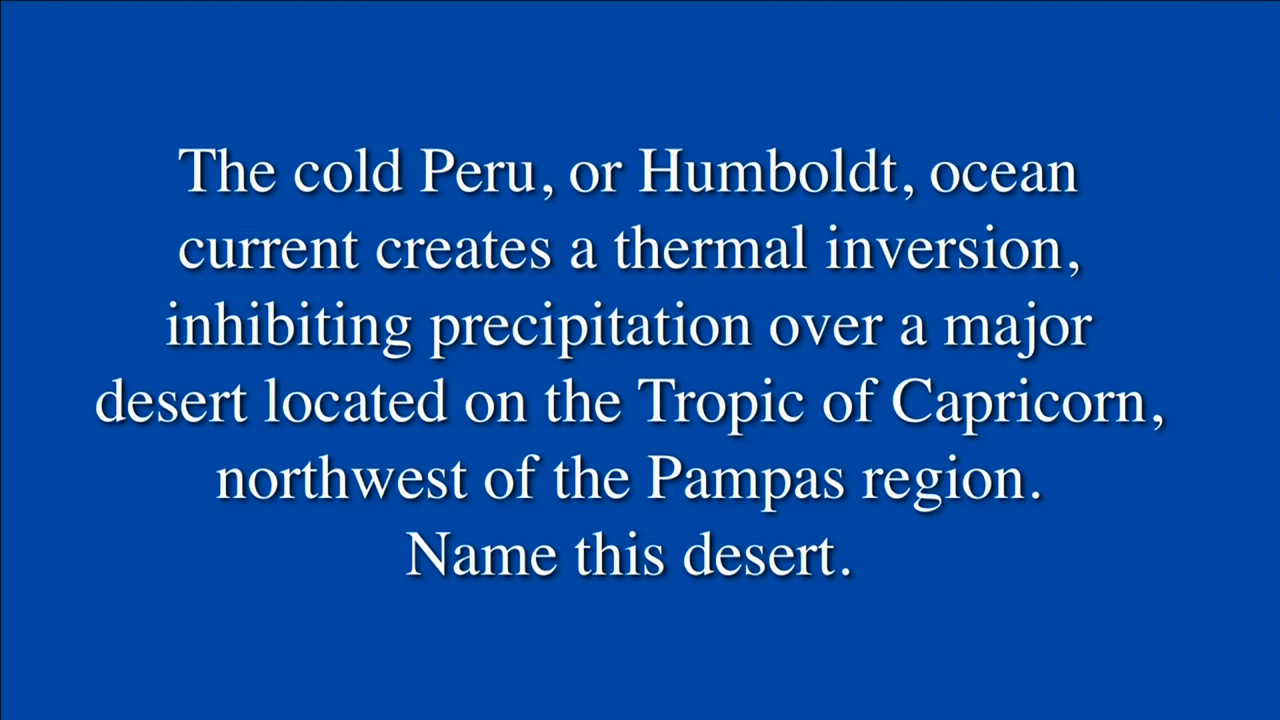 The cold Peru, or Humboldt, ocean
current creates a thermal inversion,
inhibiting precipitation over a major
desert located on the Tropic of Capricorn,
northwest of the Pampas region.
Name this desert.